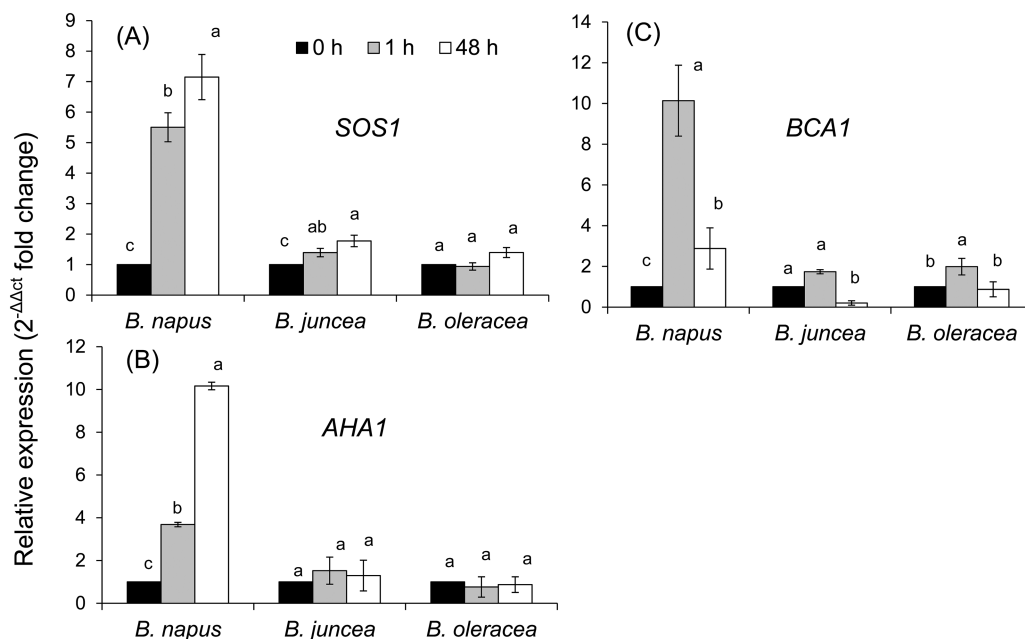 Relative expression (2^-ΔΔct fold change)
(A)
0 h 1 h 48 h
SOS1
9
8
7
6
5
4
3
2
1
0
c b a
c ab a
a a a
B. napus B. juncea B. oleracea
(B)
AHA1
12
10
8
6
4
2
0
c b a
a a a
a a a
B. napus B. juncea B. oleracea
(C)
BCA1
14
12
10
8
6
4
2
0
c a b
a a b
b a b
B. napus B. juncea B. oleracea